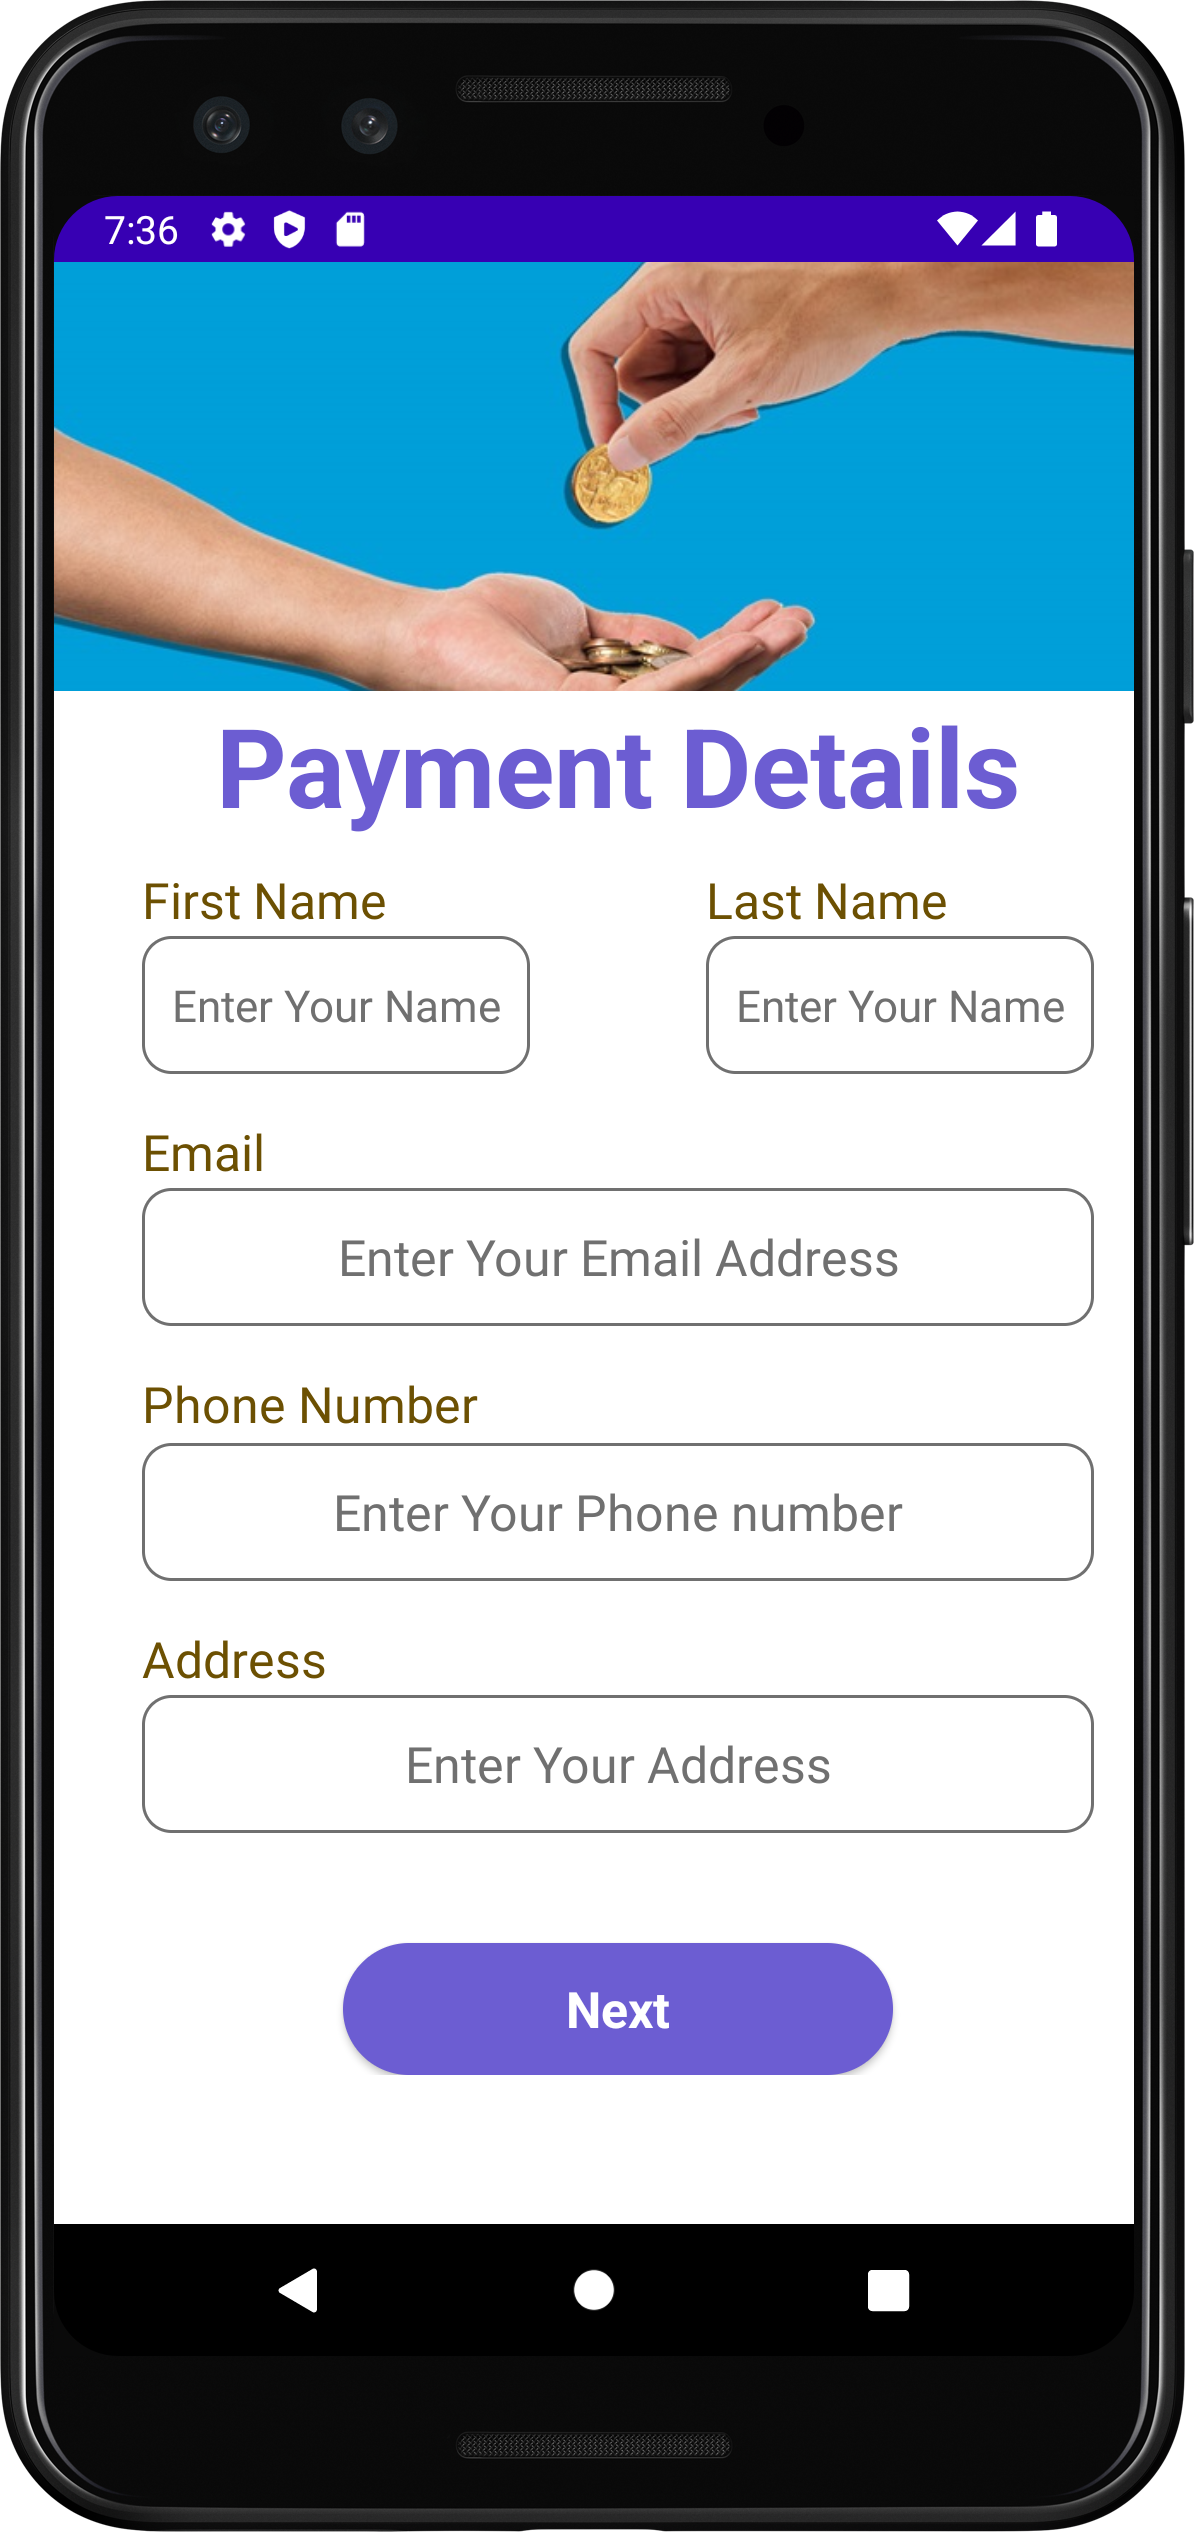 7:36
Payment Details
First Name Last Name
Enter Your Name Enter Your Name
Email
Enter Your Email Address
Phone Number
Enter Your Phone number
Address
Enter Your Address
Next